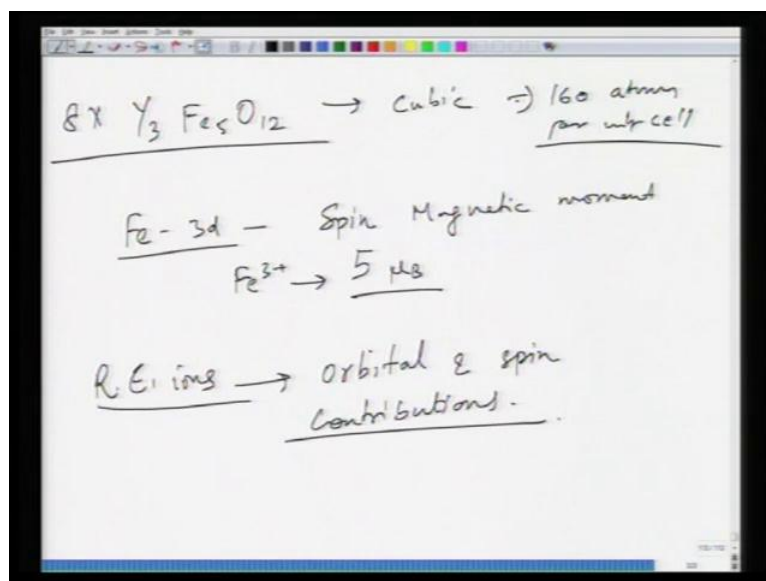 8x Y3 Fe5 O12 → Cubic ⇒ 160 atoms
per unit cell
Fe - 3d - Spin Magnetic moment
Fe3+ → 5 μB
R.E. ions → orbital & spin
contributions.